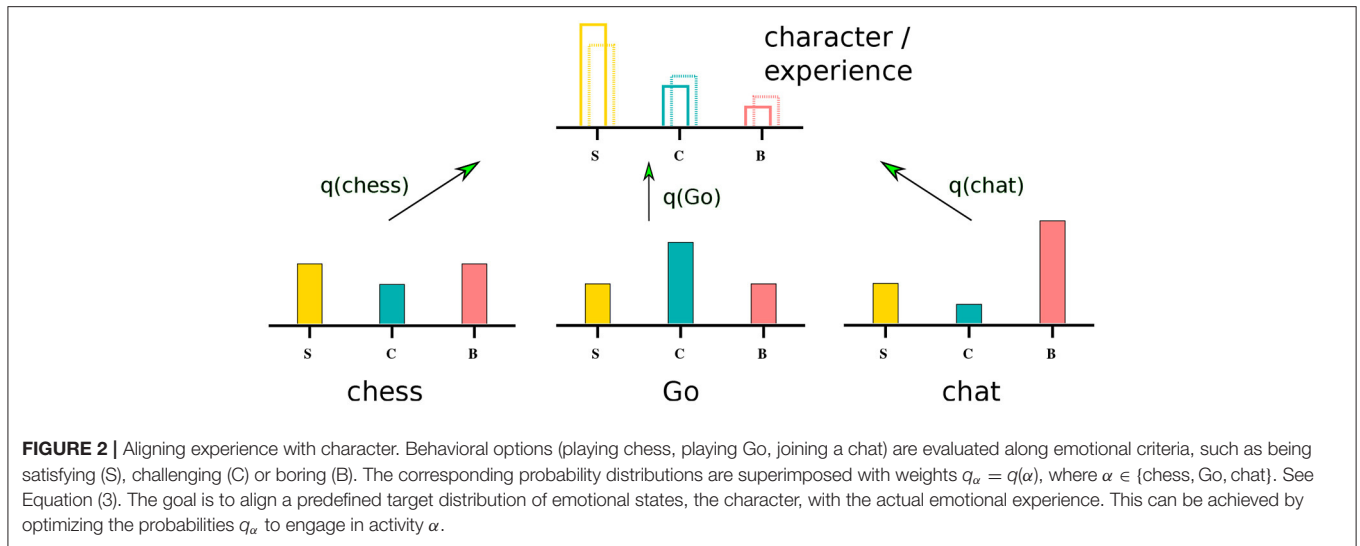 character /
experience
S C B
q(chess)
q(Go)
q(chat)
S C B
S C B
S C B
chess
Go
chat
FIGURE 2 | Aligning experience with character. Behavioral options (playing chess, playing Go, joining a chat) are evaluated along emotional criteria, such as being
satisfying (S), challenging (C) or boring (B). The corresponding probability distributions are superimposed with weights qα = q(α), where α ∈ {chess, Go, chat}. See
Equation (3). The goal is to align a predefined target distribution of emotional states, the character, with the actual emotional experience. This can be achieved by
optimizing the probabilities qα to engage in activity α.